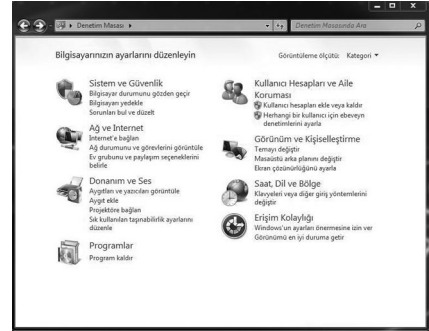 Denetim Masası
Denetim Masasında Ara
Bilgisayarınızın ayarlarını düzenleyin
Görüntüleme ölçütü: Kategori
Sistem ve Güvenlik
Bilgisayar durumunu gözden geçir
Bilgisayarı yedekle
Sorunları bul ve düzelt
Ağ ve Internet
Internet'e bağlan
Ağ durumunu ve görevlerini görüntüle
Ev grubunu ve paylaşım seçeneklerini
belirle
Donanım ve Ses
Aygıtları ve yazıcıları görüntüle
Aygıt ekle
Projektöre bağlan
Sık kullanılan taşınabilirlik ayarlarını
düzenle
Programlar
Program kaldır
Kullanıcı Hesapları ve Aile
Koruması
Kullanıcı hesapları ekle veya kaldır
Herhangi bir kullanıcı için ebeveyn
denetimlerini ayarla
Görünüm ve Kişiselleştirme
Temayı değiştir
Masaüstü arka planını değiştir
Ekran çözünürlüğünü ayarla
Saat, Dil ve Bölge
Klavyeleri veya diğer giriş yöntemlerini
değiştir
Erişim Kolaylığı
Windows'un ayarları önermesine izin ver
Görünümü en iyi duruma getir